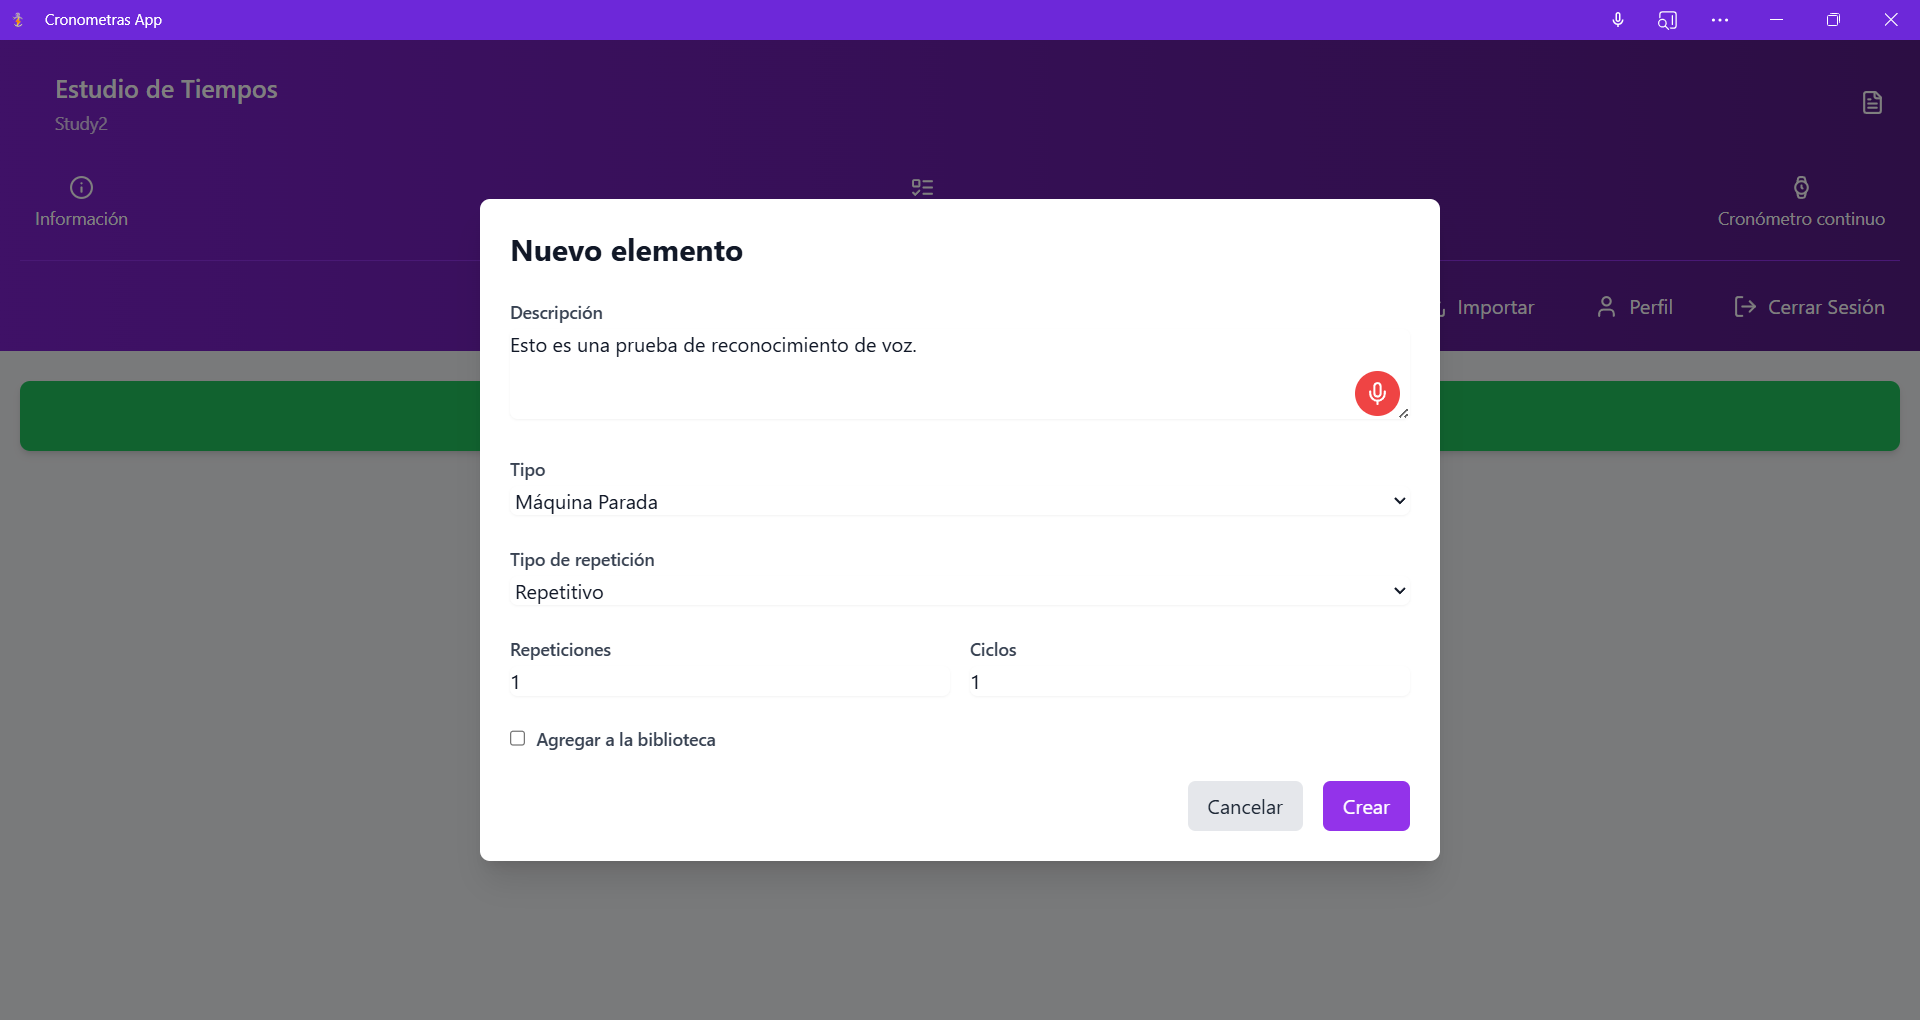 Cronometras App
Estudio de Tiempos
Study2
Información
Cronómetro continuo
Importar
Perfil
Cerrar Sesión
Nuevo elemento
Descripción
Esto es una prueba de reconocimiento de voz.
Tipo
Máquina Parada
Tipo de repetición
Repetitivo
Repeticiones
Ciclos
1
1
Agregar a la biblioteca
Cancelar
Crear